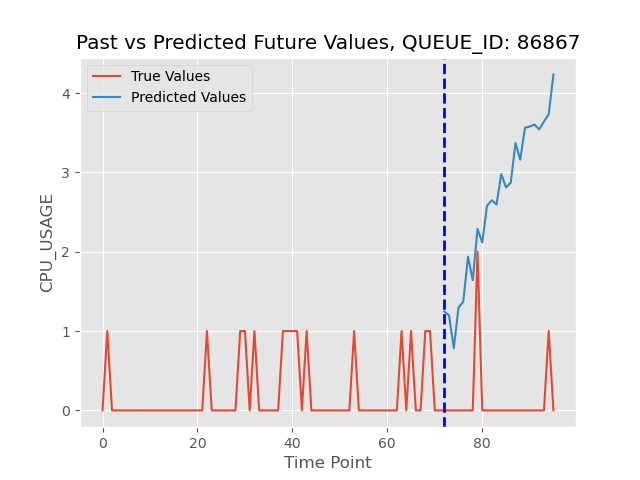 Past vs Predicted Future Values, QUEUE_ID: 86867
True Values
Predicted Values
CPU_USAGE
4
3
2
1
0
0
20
40
60
80
Time Point